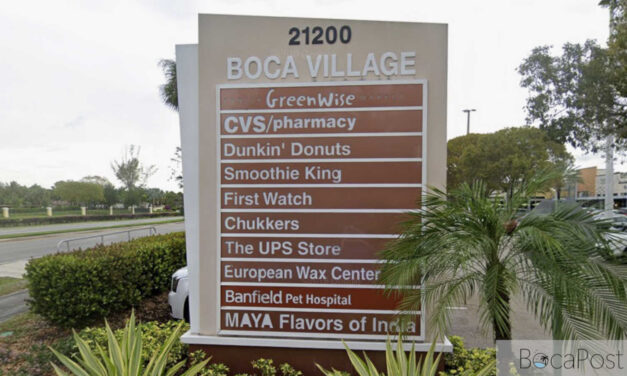 21200
BOCA VILLAGE
GreenWise
CVS/pharmacy
Dunkin' Donuts
Smoothie King
First Watch
Chukkers
The UPS Store
European Wax Center
Banfield Pet Hospital
MAYA Flavors of India
BOCAPOST